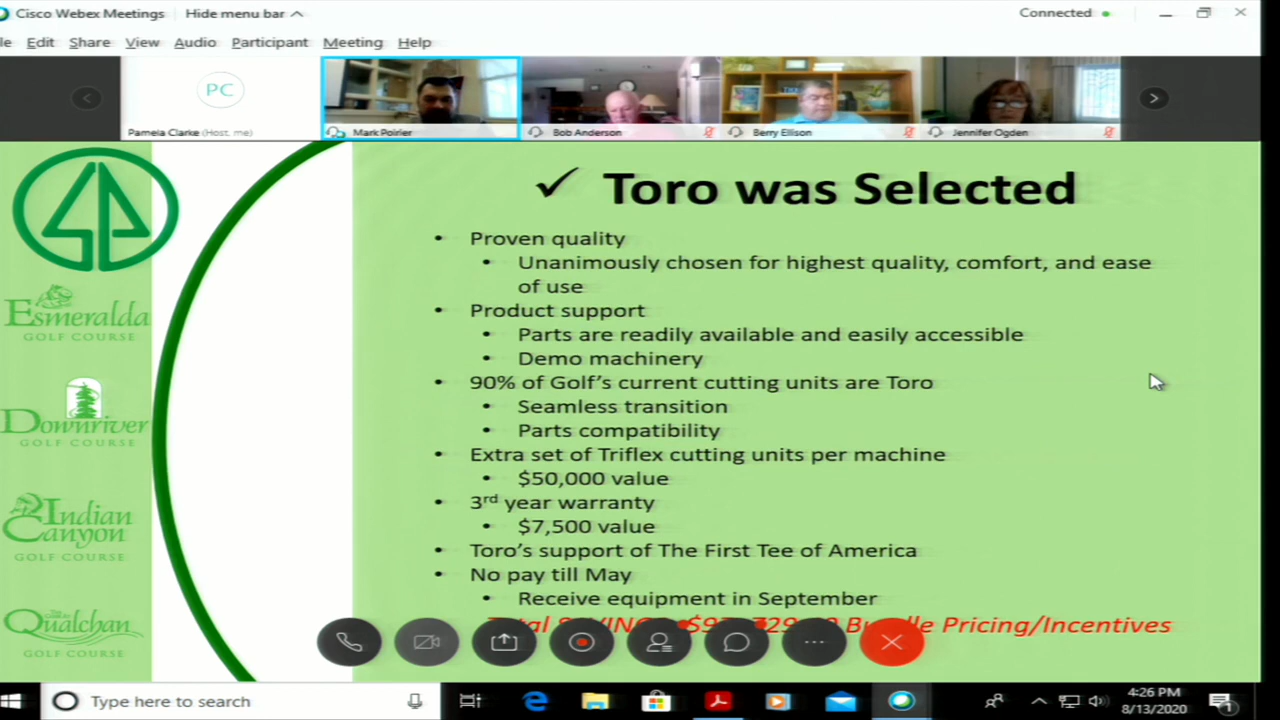 Cisco Webex Meetings
Hide menu bar
Connected
le Edit Share View Audio Participant Meeting Help
PC
Pamela Clarke (Host, me)
Mark Poirier
Bob Anderson
Berry Ellison
Jennifer Ogden
✓ Toro was Selected
• Proven quality
• Unanimously chosen for highest quality, comfort, and ease
of use
• Product support
• Parts are readily available and easily accessible
• Demo machinery
• 90% of Golf's current cutting units are Toro
• Seamless transition
• Parts compatibility
• Extra set of Triflex cutting units per machine
• $50,000 value
• 3rd year warranty
• $7,500 value
• Toro's support of The First Tee of America
• No pay till May
• Receive equipment in September
Pricing/Incentives
Esmeralda
GOLF COURSE
Downriver
GOLF COURSE
Indian
Canyon
GOLF COURSE
Qualchan
GOLF COURSE
Type here to search
4:26 PM
8/13/2020
1